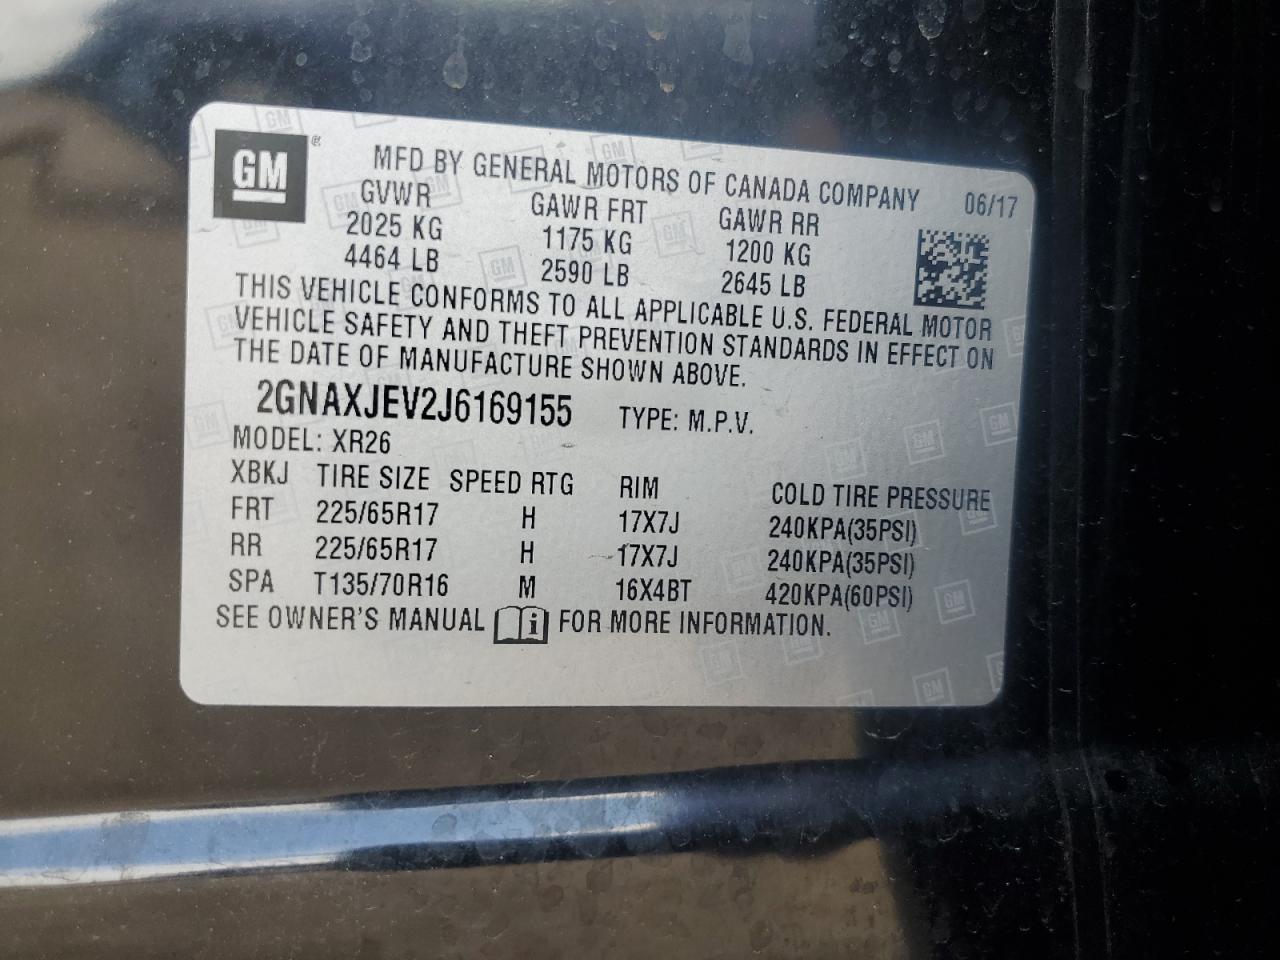 GM
MFD BY GENERAL MOTORS OF CANADA COMPANY 06/17
GVWR GAWR FRT GAWR RR
2025 KG 1175 KG 1200 KG
4464 LB 2590 LB 2645 LB
THIS VEHICLE CONFORMS TO ALL APPLICABLE U.S. FEDERAL MOTOR
VEHICLE SAFETY AND THEFT PREVENTION STANDARDS IN EFFECT ON
THE DATE OF MANUFACTURE SHOWN ABOVE.
2GNAXJEV2J6169155 TYPE: M.P.V.
MODEL: XR26
XBKJ TIRE SIZE SPEED RTG RIM COLD TIRE PRESSURE
FRT 225/65R17 H 17X7J 240KPA(35PSI)
RR 225/65R17 H 17X7J 240KPA(35PSI)
SPA T135/70R16 M 16X4BT 420KPA(60PSI)
SEE OWNER'S MANUAL i FOR MORE INFORMATION.